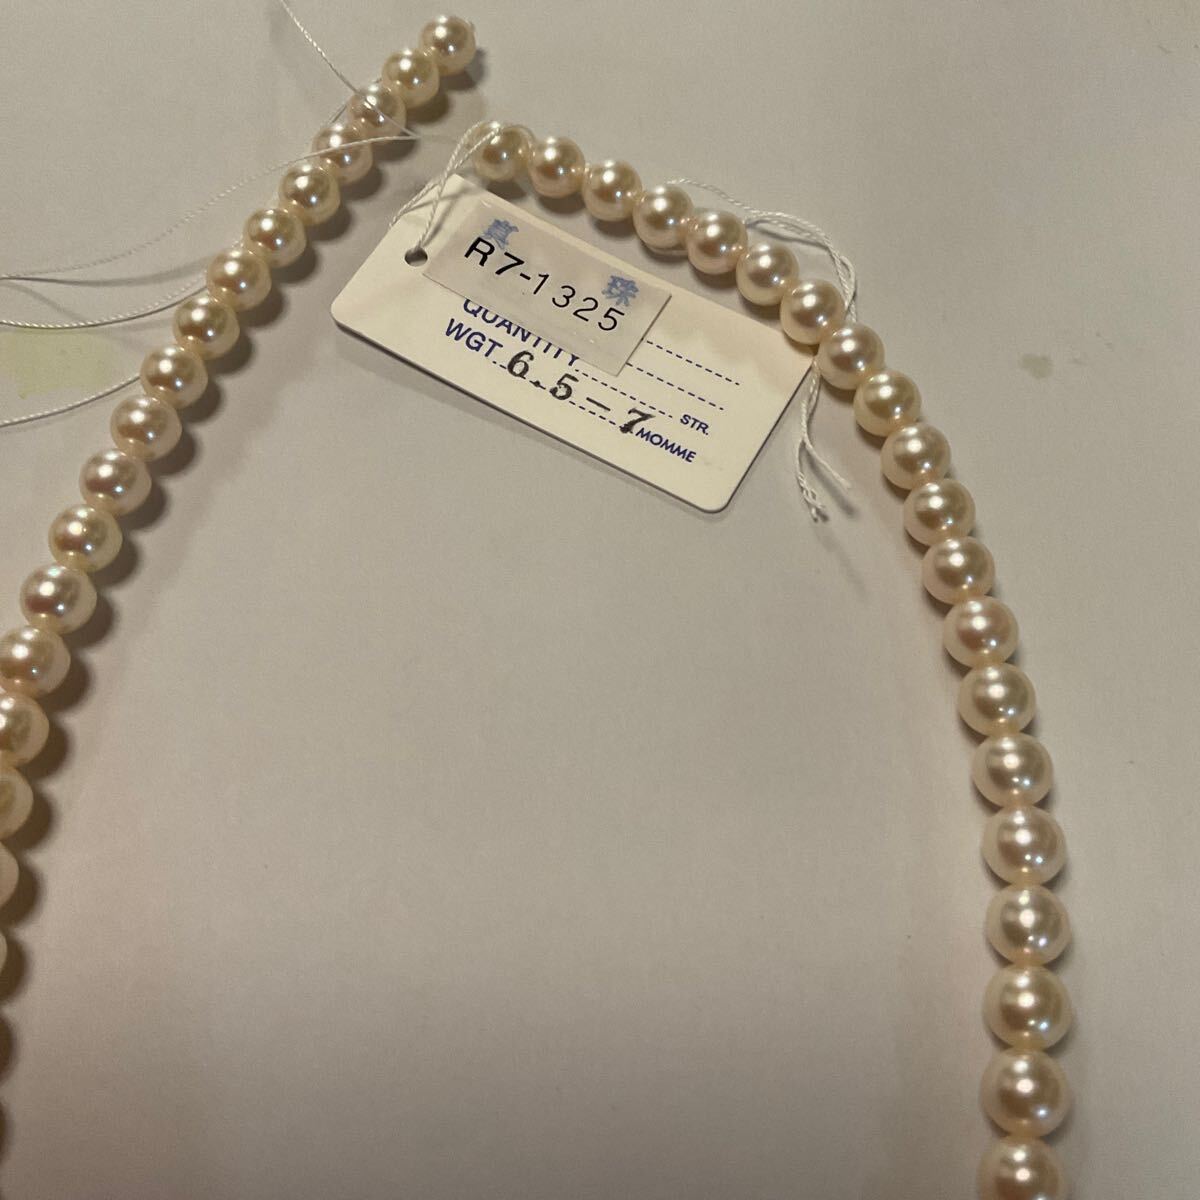 真珠
R7-1325
QUANTITY
STR.
WGT. 6.5-7 MOMME